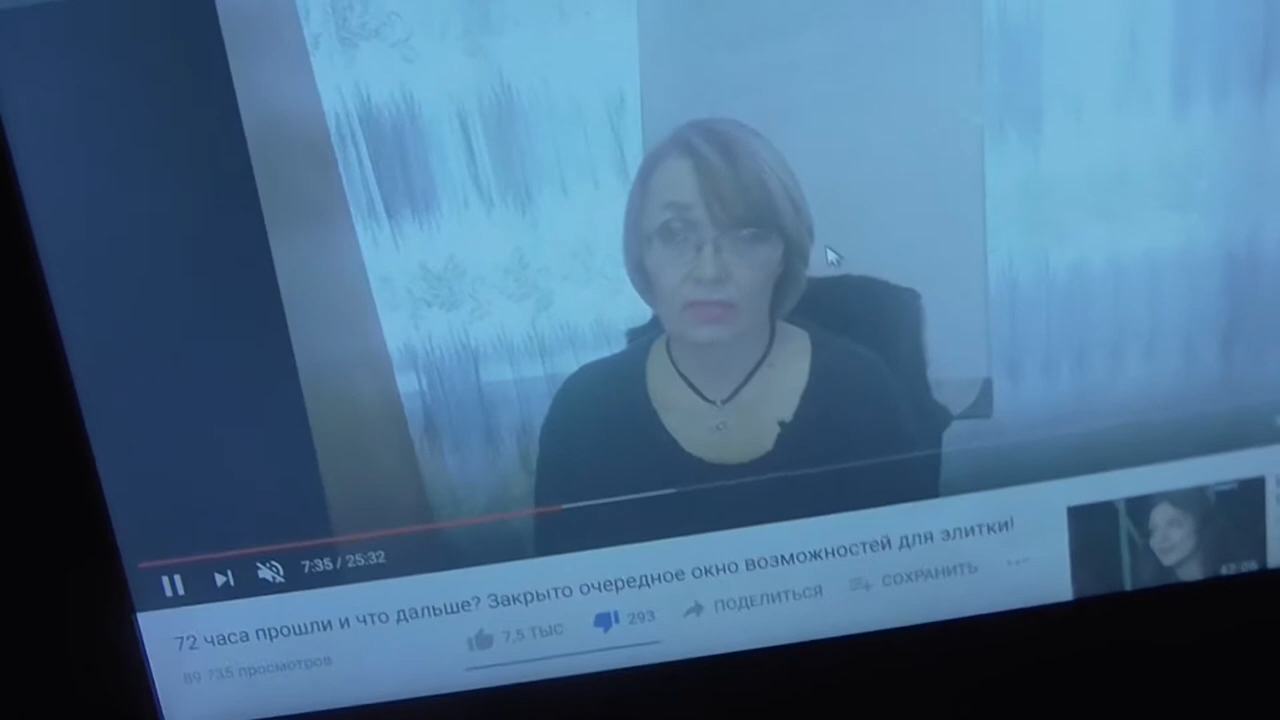 7:35 / 25:32
72 часа прошли и что дальше? Закрыто очередное окно возможностей для элитки!
89 735 просмотров
7,5 ТЫС
293
ПОДЕЛИТЬСЯ
СОХРАНИТЬ